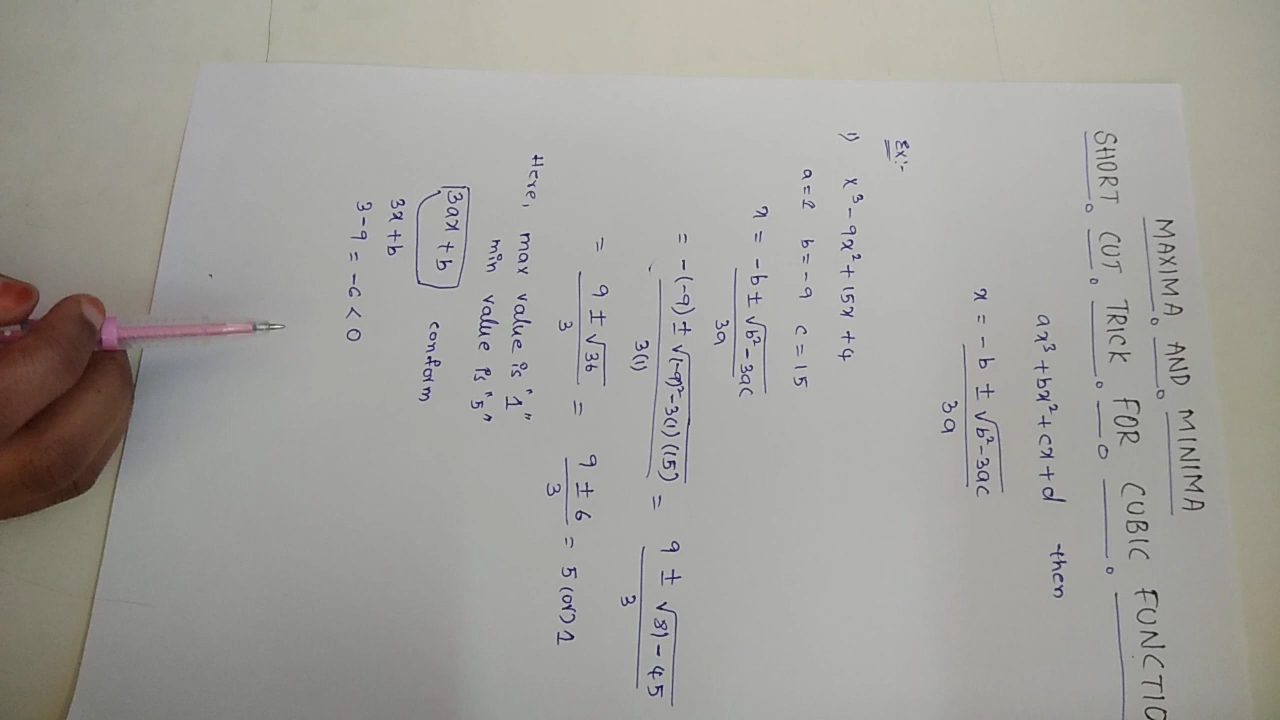 MAXIMA AND MINIMA
SHORT CUT TRICK FOR CUBIC FUNCTIO
ax³ + bx² + cx + d then
x = -b ± √b²-3ac / 3a
Ex:-
1) x³ - 9x² + 15x + 4
a = 1 b = -9 c = 15
x = -b ± √b²-3ac / 3a
= -(-9) ± √(-9)²-3(1)(15) / 3(1) = 9 ± √81-45 / 3
= 9 ± √36 / 3 = 9 ± 6 / 3 = 5 (or) 1
Here, max value is "1"
min value is "5"
3ax + b conform
3x + b
3-9 = -6 < 0